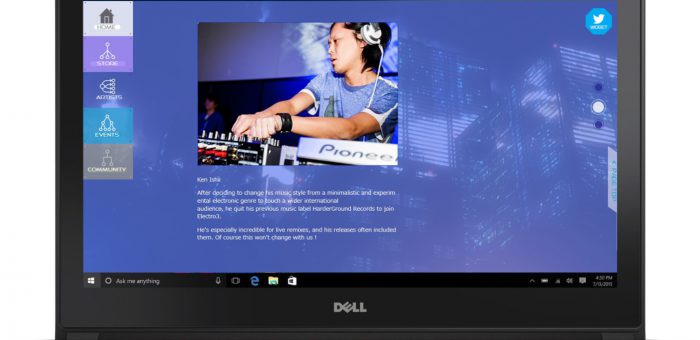 HOME
STORE
ARTISTS
EVENTS
COMMUNITY
WIDGET
Pioneer
Ken Ishii
After deciding to change his music style from a minimalistic and experim
ental electronic genre to touch a wider international
audience, he quit his previous music label HarderGround Records to join
Electro3.
He's especially incredible for live remixes, and his releases often included
them. Of course this won't change with us !
Ask me anything
4:50 PM
7/13/2015
DELL